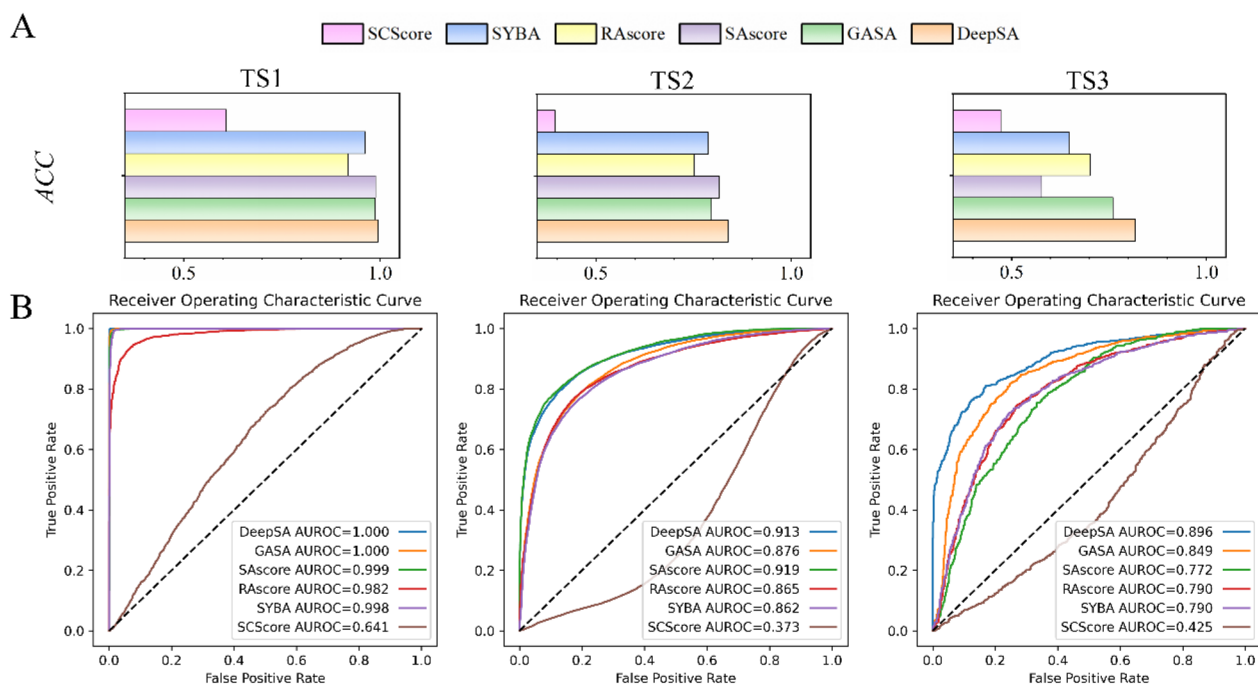 A
SCScore SYBA RAscore SAscore GASA DeepSA
TS1 TS2 TS3
ACC
0.5 1.0 0.5 1.0 0.5 1.0
B
Receiver Operating Characteristic Curve Receiver Operating Characteristic Curve Receiver Operating Characteristic Curve
True Positive Rate
1.0
0.8
0.6
0.4
0.2
0.0
DeepSA AUROC=1.000
GASA AUROC=1.000
SAscore AUROC=0.999
RAscore AUROC=0.982
SYBA AUROC=0.998
SCScore AUROC=0.641
0.0 0.2 0.4 0.6 0.8 1.0
False Positive Rate
True Positive Rate
1.0
0.8
0.6
0.4
0.2
0.0
DeepSA AUROC=0.913
GASA AUROC=0.876
SAscore AUROC=0.919
RAscore AUROC=0.865
SYBA AUROC=0.862
SCScore AUROC=0.373
0.0 0.2 0.4 0.6 0.8 1.0
False Positive Rate
True Positive Rate
1.0
0.8
0.6
0.4
0.2
0.0
DeepSA AUROC=0.896
GASA AUROC=0.849
SAscore AUROC=0.772
RAscore AUROC=0.790
SYBA AUROC=0.790
SCScore AUROC=0.425
0.0 0.2 0.4 0.6 0.8 1.0
False Positive Rate